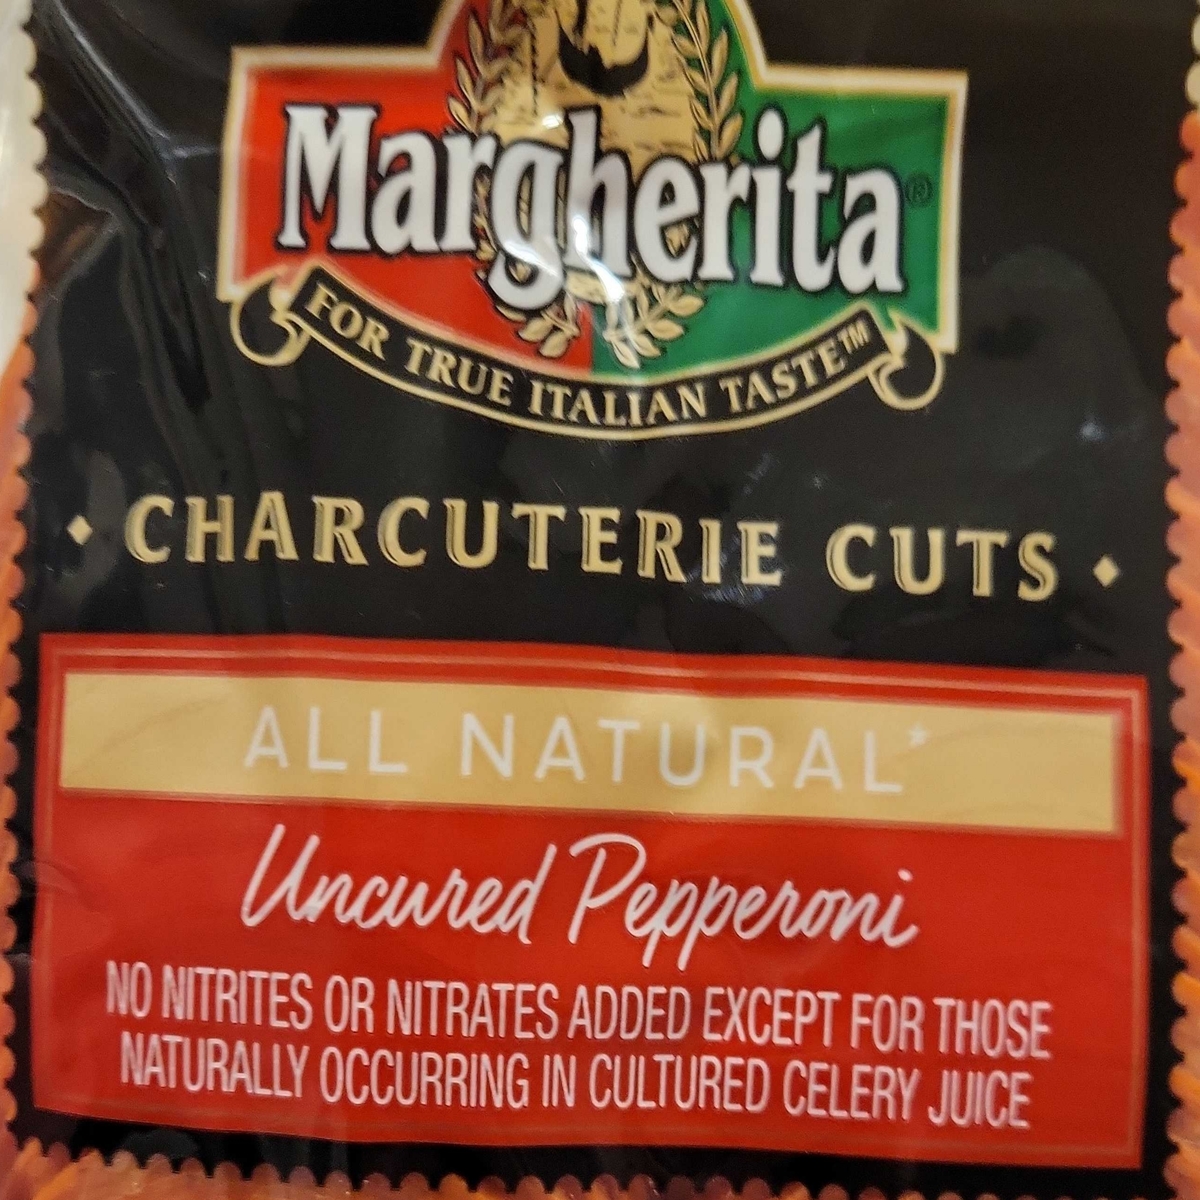 Margherita®
FOR TRUE ITALIAN TASTE™
CHARCUTERIE CUTS
ALL NATURAL*
Uncured Pepperoni
NO NITRITES OR NITRATES ADDED EXCEPT FOR THOSE
NATURALLY OCCURRING IN CULTURED CELERY JUICE